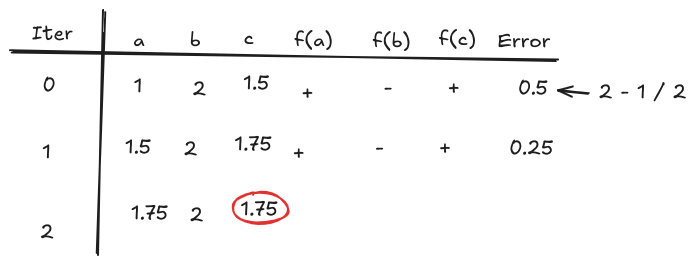 Iter a b c f(a) f(b) f(c) Error
0 1 2 1.5 + - + 0.5 2 - 1 / 2
1 1.5 2 1.75 + - + 0.25
2 1.75 2 1.75